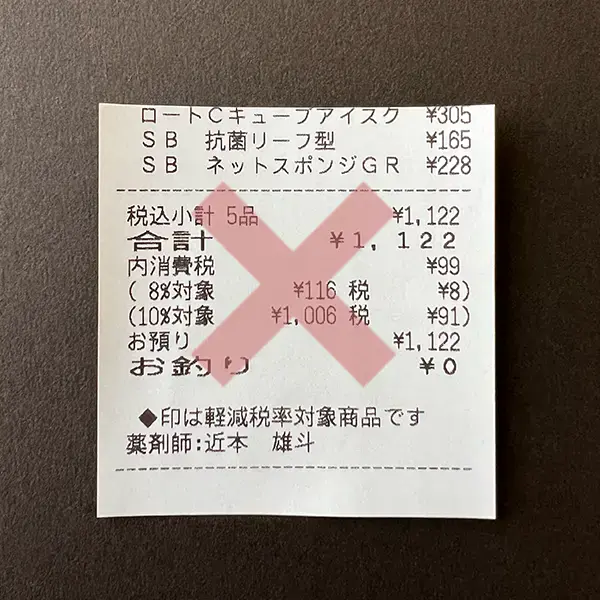 ロートCキューブアイスク ¥305
SB 抗菌リーフ型 ¥165
SB ネットスポンジGR ¥228
税込小計 5品 ¥1,122
合計 ¥1,122
内消費税 ¥99
( 8%対象 ¥116 税 ¥8)
(10%対象 ¥1,006 税 ¥91)
お預り ¥1,122
お釣り ¥0
◆印は軽減税率対象商品です
薬剤師:近本 雄斗